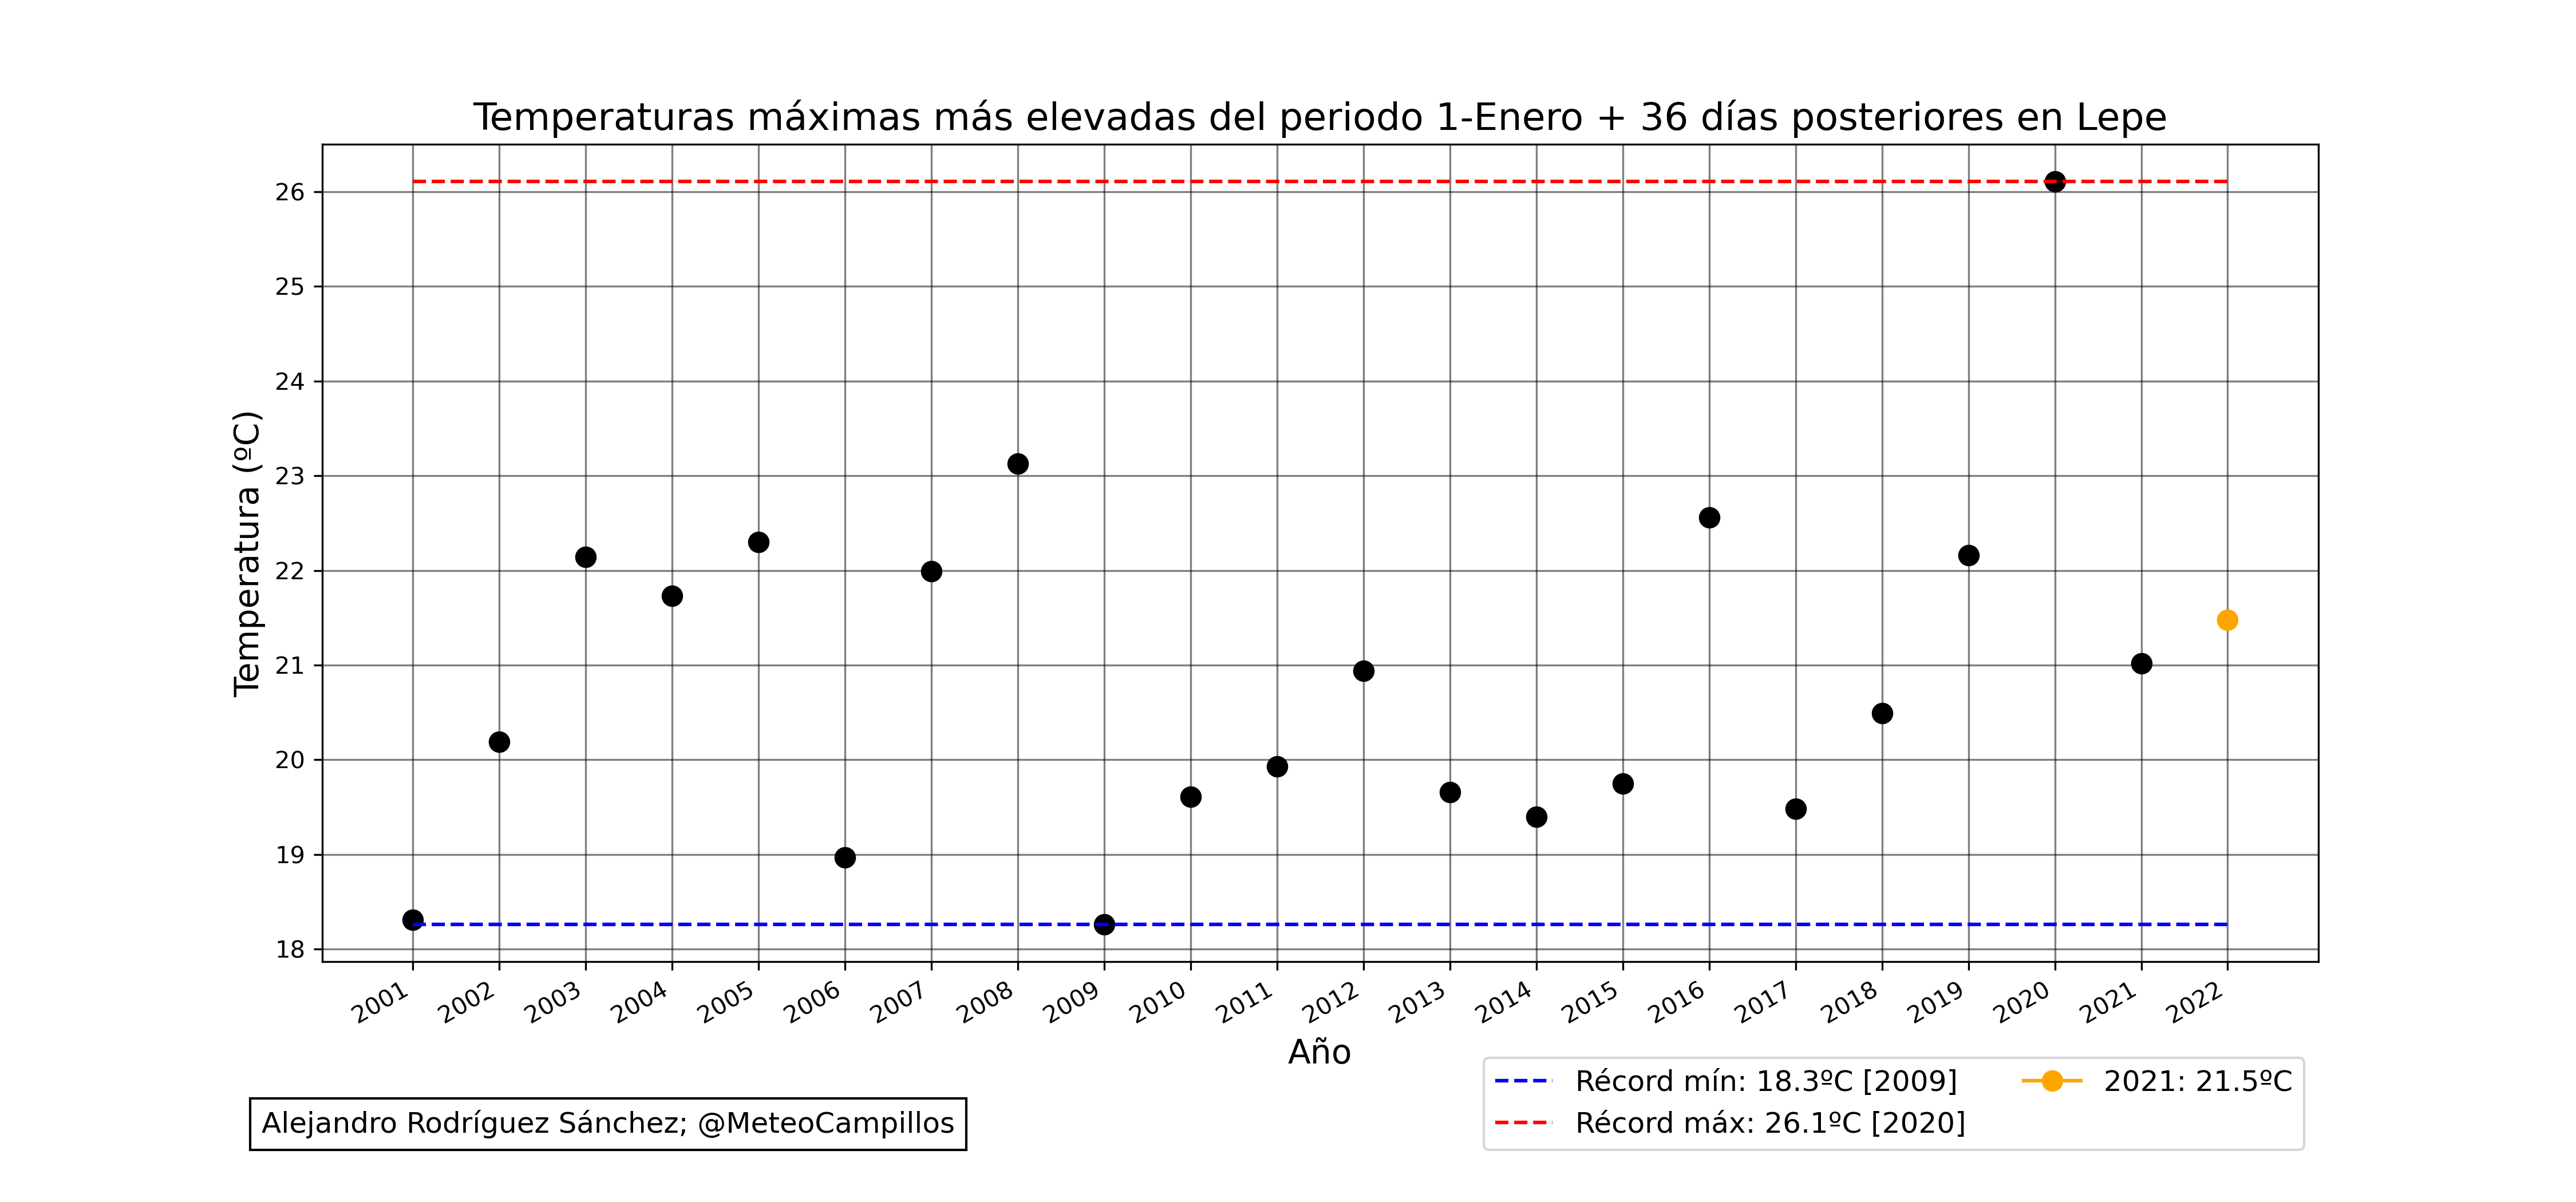 Temperaturas máximas más elevadas del periodo 1-Enero + 36 días posteriores en Lepe
Temperatura (ºC)
26
25
24
23
22
21
20
19
18
2001 2002 2003 2004 2005 2006 2007 2008 2009 2010 2011 2012 2013 2014 2015 2016 2017 2018 2019 2020 2021 2022
Año
Récord mín: 18.3ºC [2009]
Récord máx: 26.1ºC [2020]
2021: 21.5ºC
Alejandro Rodríguez Sánchez; @MeteoCampillos